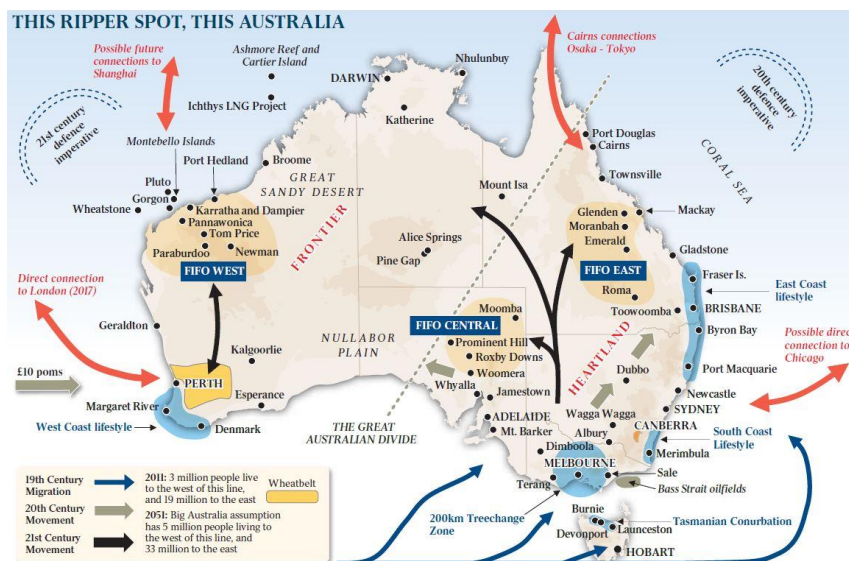 THIS RIPPER SPOT, THIS AUSTRALIA
Possible future
connections to
Shanghai
Ashmore Reef and
Cartier Island
Ichthys LNG Project
DARWIN
Nhulunbuy
Katherine
Cairns connections
Osaka - Tokyo
20th century
defence
imperative
21st century
defence
imperative
Montebello Islands
Port Hedland
Broome
GREAT
SANDY DESERT
Port Douglas
Cairns
CORAL SEA
Townsville
Pluto
Gorgon
Wheatstone
Karratha and Dampier
Pannawonica
Tom Price
Paraburdoo
Newman
FIFO WEST
FRONTIER
Mount Isa
Alice Springs
Pine Gap
Glenden
Moranbah
Emerald
Mackay
FIFO EAST
Roma
Gladstone
Fraser Is.
East Coast
lifestyle
BRISBANE
Toowoomba
Byron Bay
Direct connection
to London (2017)
Geraldton
NULLABOR
PLAIN
Kalgoorlie
Moomba
FIFO CENTRAL
Prominent Hill
Roxby Downs
Woomera
Whyalla
HEARTLAND
Possible direct
connection to
Chicago
£10 poms
PERTH
Margaret River
West Coast lifestyle
Denmark
Esperance
THE GREAT
AUSTRALIAN DIVIDE
Jamestown
ADELAIDE
Mt. Barker
Dimboola
Dubbo
Wagga Wagga
Albury
Port Macquarie
Newcastle
SYDNEY
CANBERRA
South Coast
Lifestyle
Merimbula
MELBOURNE
Sale
Terang
Bass Strait oilfields
200km Treechange
Zone
Burnie
Devonport
Launceston
Tasmanian Conurbation
HOBART
19th Century
Migration
20th Century
Movement
21st Century
Movement
2011: 3 million people live
to the west of this line,
and 19 million to the east
2051: Big Australia assumption
has 5 million people living to
the west of this line, and
33 million to the east
Wheatbelt